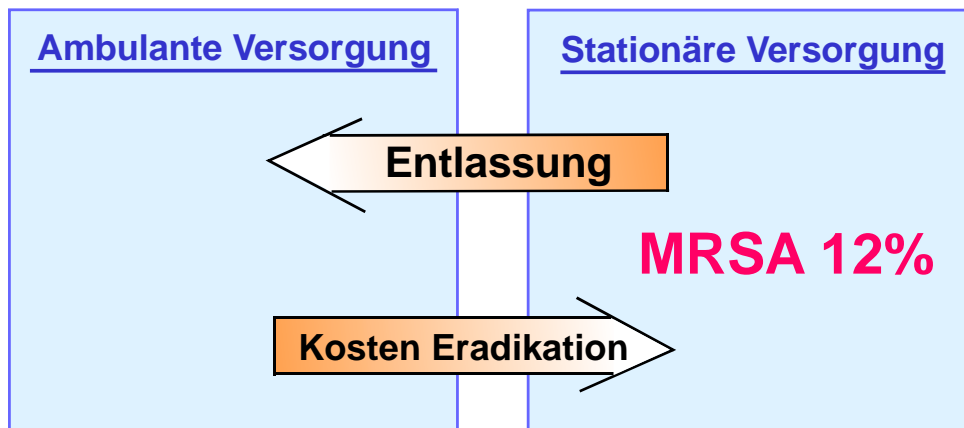 Ambulante Versorgung
Stationäre Versorgung
Entlassung
MRSA 12%
Kosten Eradikation